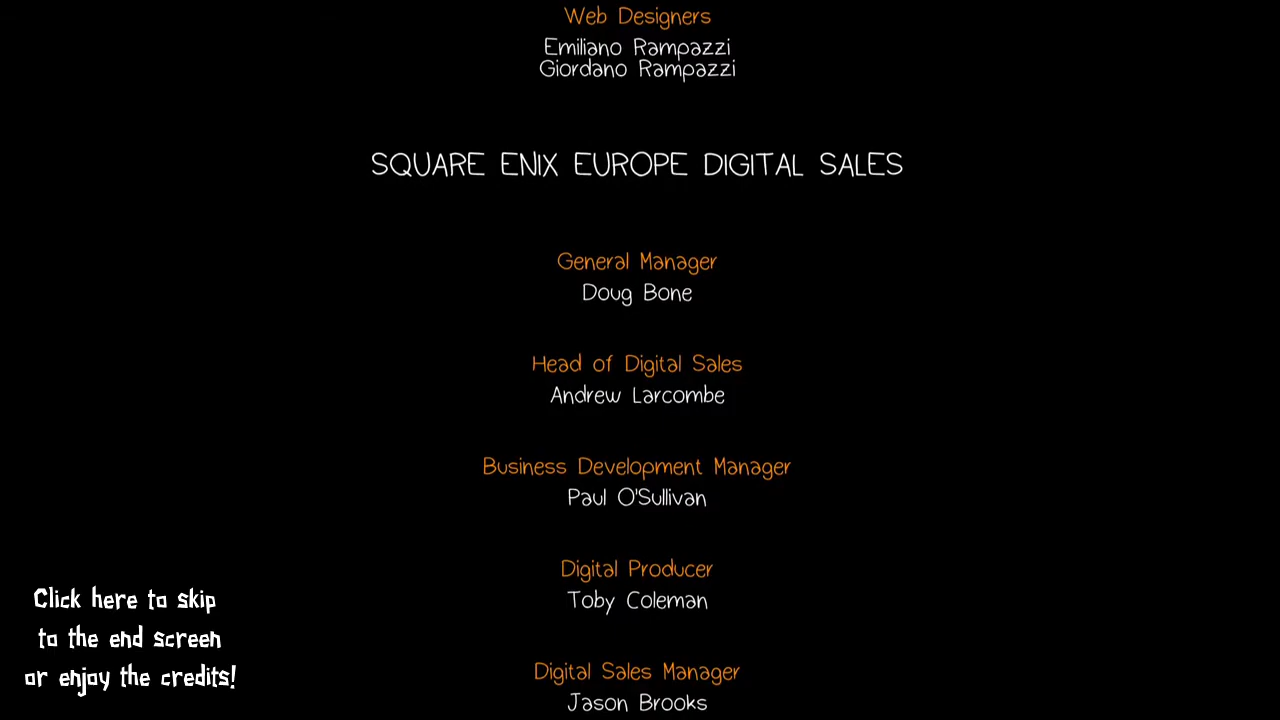 Web Designers
Emiliano Rampazzi
Giordano Rampazzi
SQUARE ENIX EUROPE DIGITAL SALES
General Manager
Doug Bone
Head of Digital Sales
Andrew Larcombe
Business Development Manager
Paul O'Sullivan
Digital Producer
Toby Coleman
Digital Sales Manager
Jason Brooks
Click here to skip
to the end screen
or enjoy the credits!